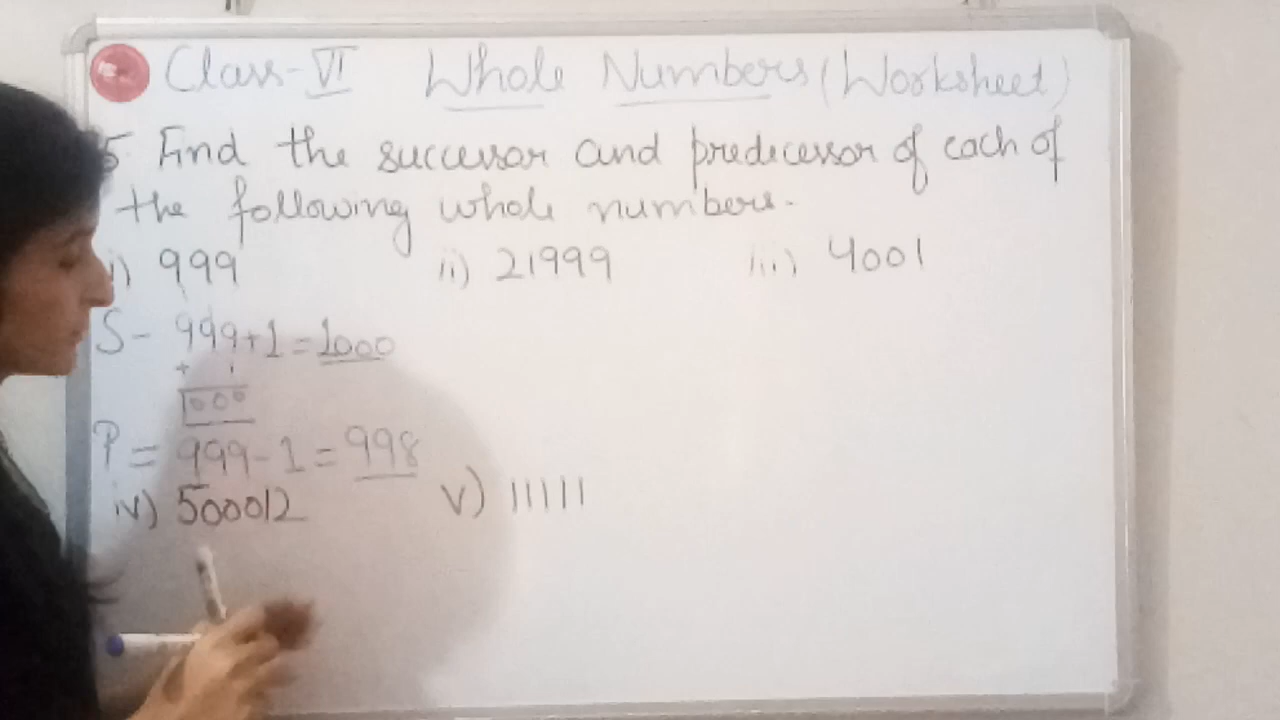 Class-VI Whole Numbers (Worksheet)
5 Find the successor and predecessor of each of
the following whole numbers.
i) 999 ii) 21999 iii) 4001
S- 999+1=1000
+ 1
1000
P = 999-1=998
iv) 500012 v) 11111